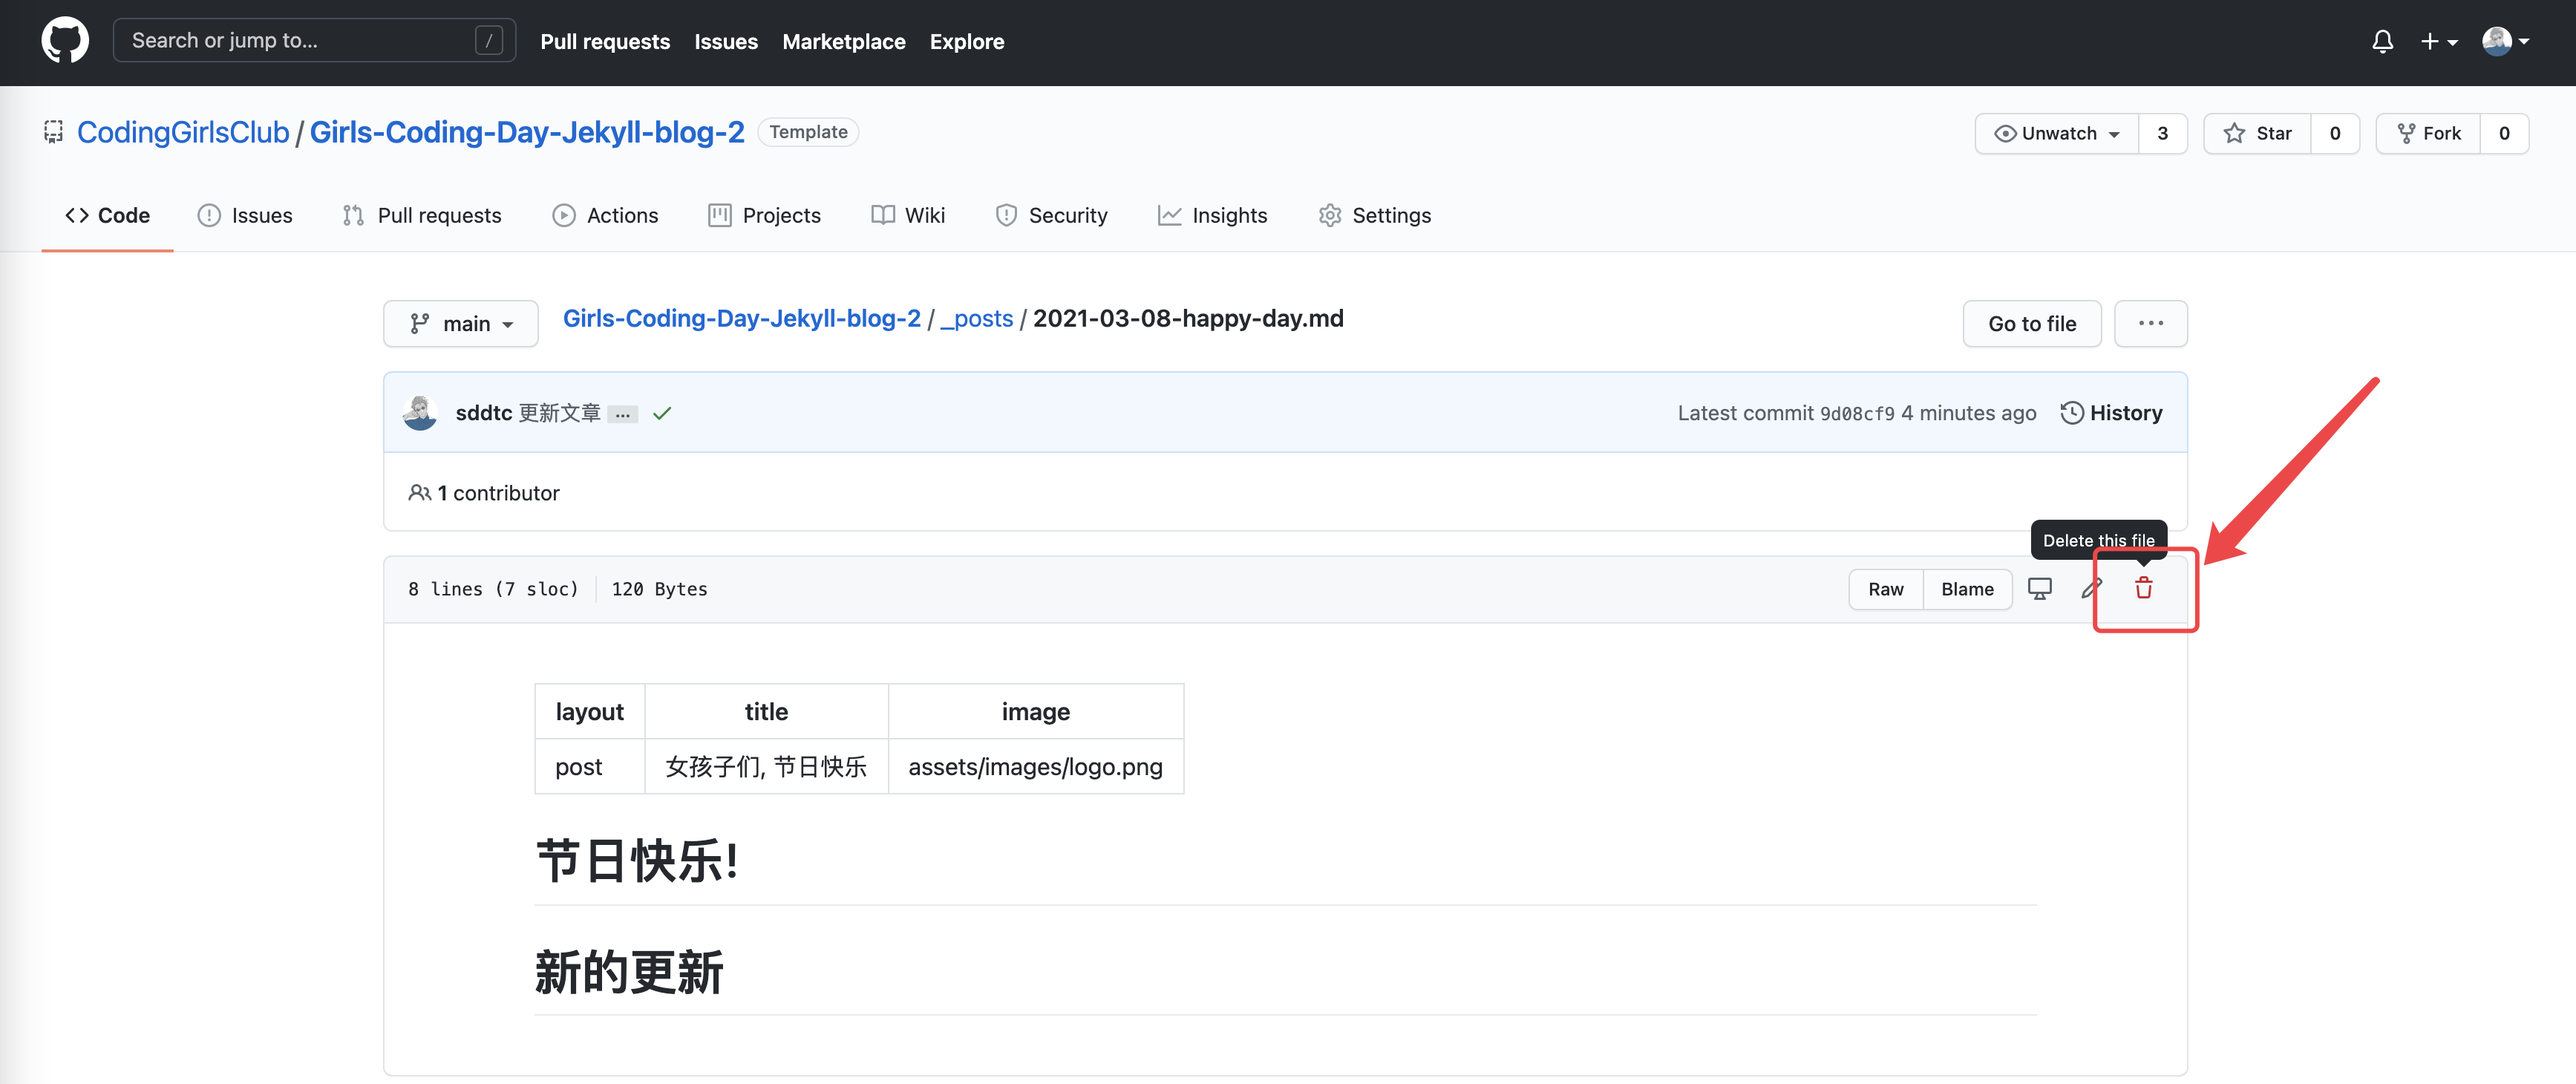 Search or jump to... /
Pull requests Issues Marketplace Explore
CodingGirlsClub / Girls-Coding-Day-Jekyll-blog-2 Template
Unwatch 3 Star 0 Fork 0
Code Issues Pull requests Actions Projects Wiki Security Insights Settings
main Girls-Coding-Day-Jekyll-blog-2 / _posts / 2021-03-08-happy-day.md Go to file ...
sddtc 更新文章 ... Latest commit 9d08cf9 4 minutes ago History
1 contributor
Delete this file
8 lines (7 sloc) 120 Bytes Raw Blame
layout title image
post 女孩子们, 节日快乐 assets/images/logo.png
节日快乐!
新的更新